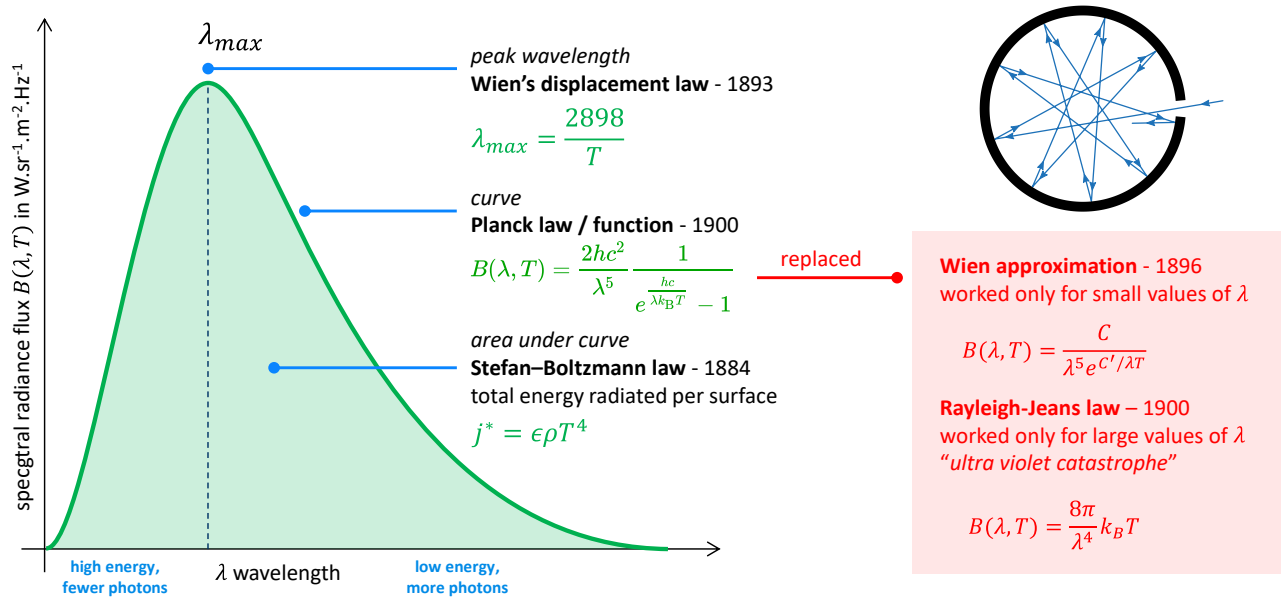 specgtral radiance flux B(λ, T) in W.sr⁻¹.m⁻².Hz⁻¹
λₘₐₓ
peak wavelength
Wien's displacement law - 1893
λₘₐₓ = 2898 / T
curve
Planck law / function - 1900
B(λ, T) = 2hc² / λ⁵ 1 / e^(hc / λk_BT) − 1
area under curve
Stefan–Boltzmann law - 1884
total energy radiated per surface
j* = ϵρT⁴
high energy,
fewer photons
λ wavelength
low energy,
more photons
replaced
Wien approximation - 1896
worked only for small values of λ
B(λ, T) = C / λ⁵e^(C′/λT)
Rayleigh-Jeans law – 1900
worked only for large values of λ
"ultra violet catastrophe"
B(λ, T) = 8π / λ⁴ k_BT